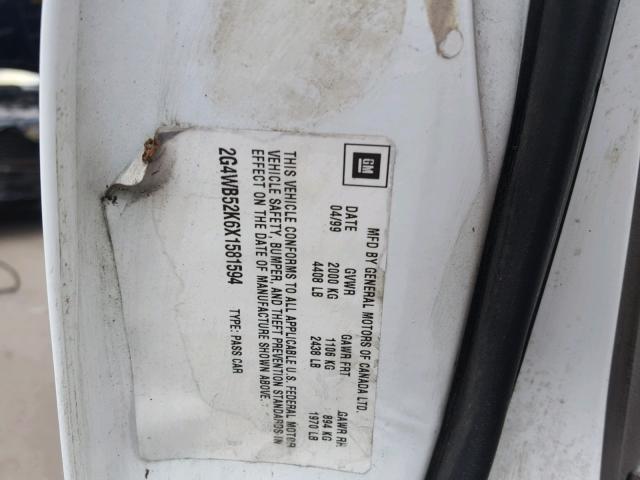 GM
MFD BY GENERAL MOTORS OF CANADA LTD.
DATE GVWR GAWR FRT GAWR RR
04/99 2000 KG 1106 KG 894 KG
4408 LB 2438 LB 1970 LB
THIS VEHICLE CONFORMS TO ALL APPLICABLE U.S. FEDERAL MOTOR
VEHICLE SAFETY, BUMPER, AND THEFT PREVENTION STANDARDS IN
EFFECT ON THE DATE OF MANUFACTURE SHOWN ABOVE.
2G4WB52K6X1581594 TYPE: PASS CAR